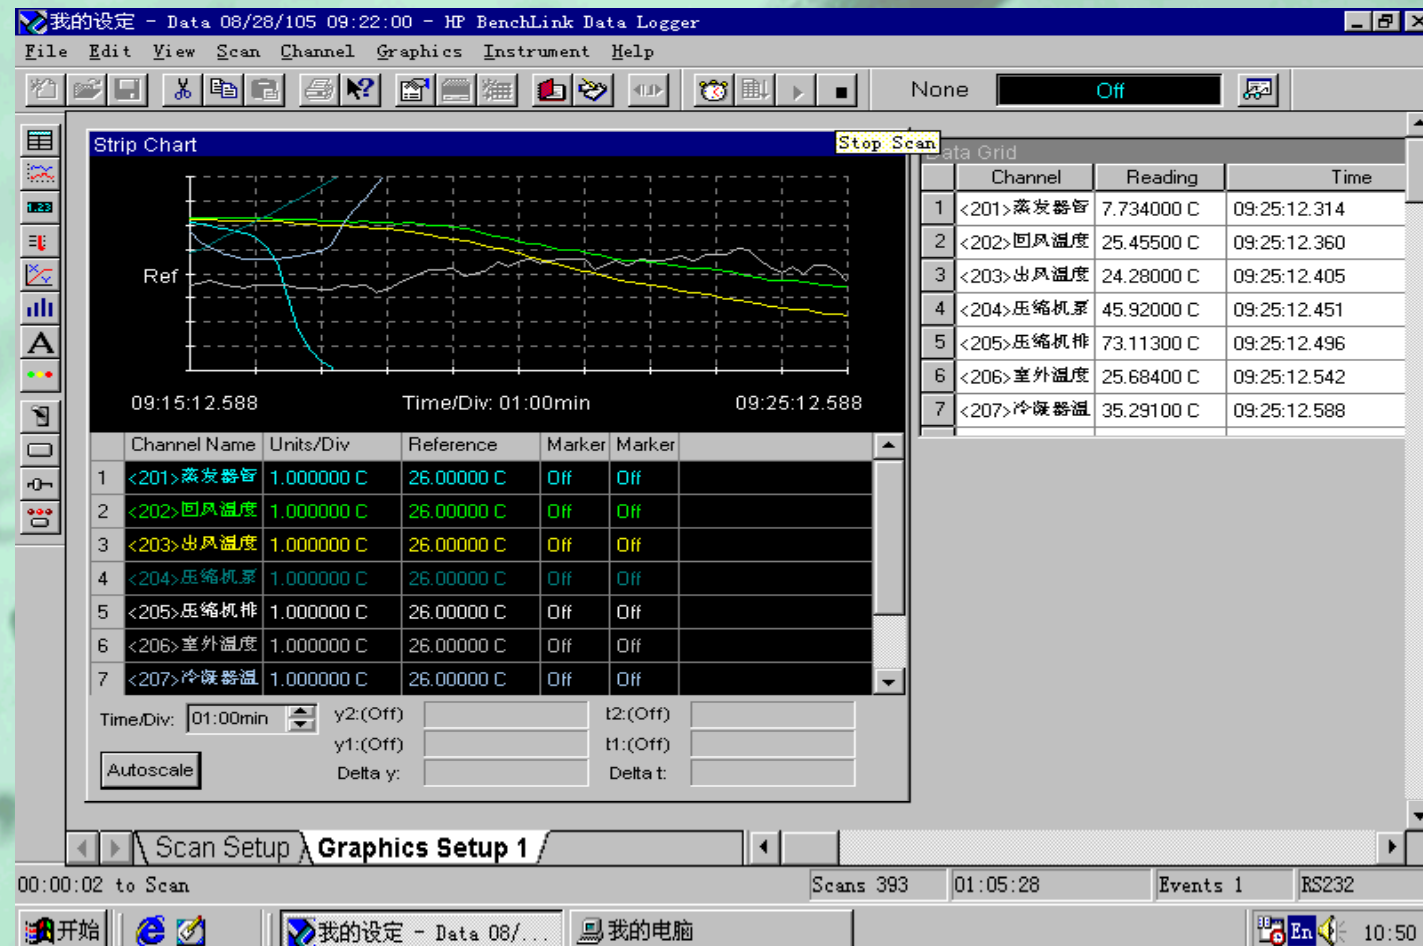 我的设定 - Data 08/28/105 09:22:00 - HP BenchLink Data Logger
File Edit View Scan Channel Graphics Instrument Help
None Off
Strip Chart
Stop Scan
Data Grid
Channel Reading Time
1 <201>蒸发器管 7.734000 C 09:25:12.314
2 <202>回风温度 25.45500 C 09:25:12.360
3 <203>出风温度 24.28000 C 09:25:12.405
4 <204>压缩机泵 45.92000 C 09:25:12.451
5 <205>压缩机排 73.11300 C 09:25:12.496
6 <206>室外温度 25.68400 C 09:25:12.542
7 <207>冷凝器温 35.29100 C 09:25:12.588
Ref
09:15:12.588 Time/Div: 01:00min 09:25:12.588
Channel Name Units/Div Reference Marker Marker
1 <201>蒸发器管 1.000000 C 26.00000 C Off Off
2 <202>回风温度 1.000000 C 26.00000 C Off Off
3 <203>出风温度 1.000000 C 26.00000 C Off Off
4 <204>压缩机泵 1.000000 C 26.00000 C Off Off
5 <205>压缩机排 1.000000 C 26.00000 C Off Off
6 <206>室外温度 1.000000 C 26.00000 C Off Off
7 <207>冷凝器温 1.000000 C 26.00000 C Off Off
Time/Div: 01:00min y2:(Off) t2:(Off)
y1:(Off) t1:(Off)
Autoscale Delta y: Delta t:
Scan Setup Graphics Setup 1
00:00:02 to Scan Scans 393 01:05:28 Events 1 RS232
开始 我的设定 - Data 08/... 我的电脑 En 10:50
1.23
A